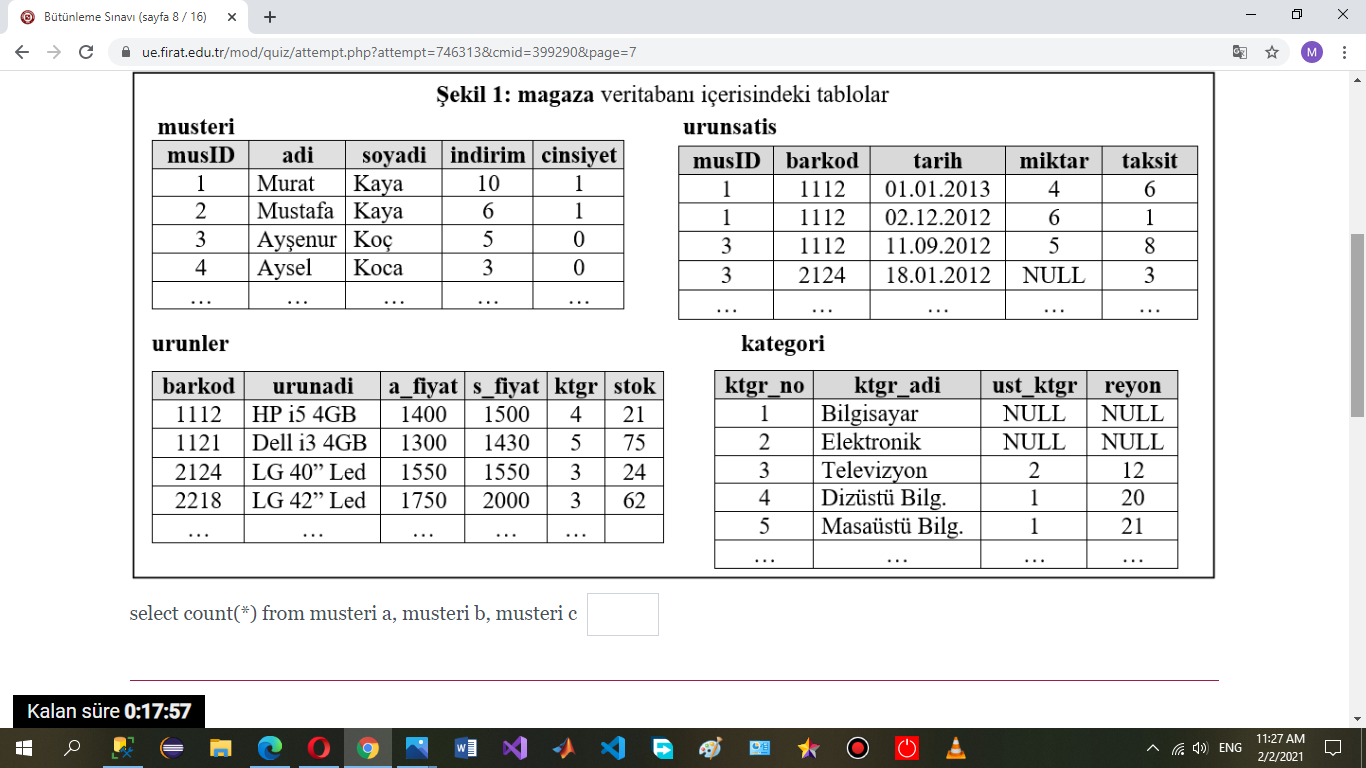 Bütünleme Sınavı (sayfa 8 / 16)
ue.firat.edu.tr/mod/quiz/attempt.php?attempt=746313&cmid=399290&page=7
M
Şekil 1: magaza veritabanı içerisindeki tablolar
musteri
musID adi soyadi indirim cinsiyet
1 Murat Kaya 10 1
2 Mustafa Kaya 6 1
3 Ayşenur Koç 5 0
4 Aysel Koca 3 0
… … … … …
urunsatis
musID barkod tarih miktar taksit
1 1112 01.01.2013 4 6
1 1112 02.12.2012 6 1
3 1112 11.09.2012 5 8
3 2124 18.01.2012 NULL 3
… … … … …
urunler
barkod urunadi a_fiyat s_fiyat ktgr stok
1112 HP i5 4GB 1400 1500 4 21
1121 Dell i3 4GB 1300 1430 5 75
2124 LG 40” Led 1550 1550 3 24
2218 LG 42” Led 1750 2000 3 62
… … … … …
kategori
ktgr_no ktgr_adi ust_ktgr reyon
1 Bilgisayar NULL NULL
2 Elektronik NULL NULL
3 Televizyon 2 12
4 Dizüstü Bilg. 1 20
5 Masaüstü Bilg. 1 21
… … … …
select count(*) from musteri a, musteri b, musteri c
Kalan süre 0:17:57
ENG
11:27 AM
2/2/2021